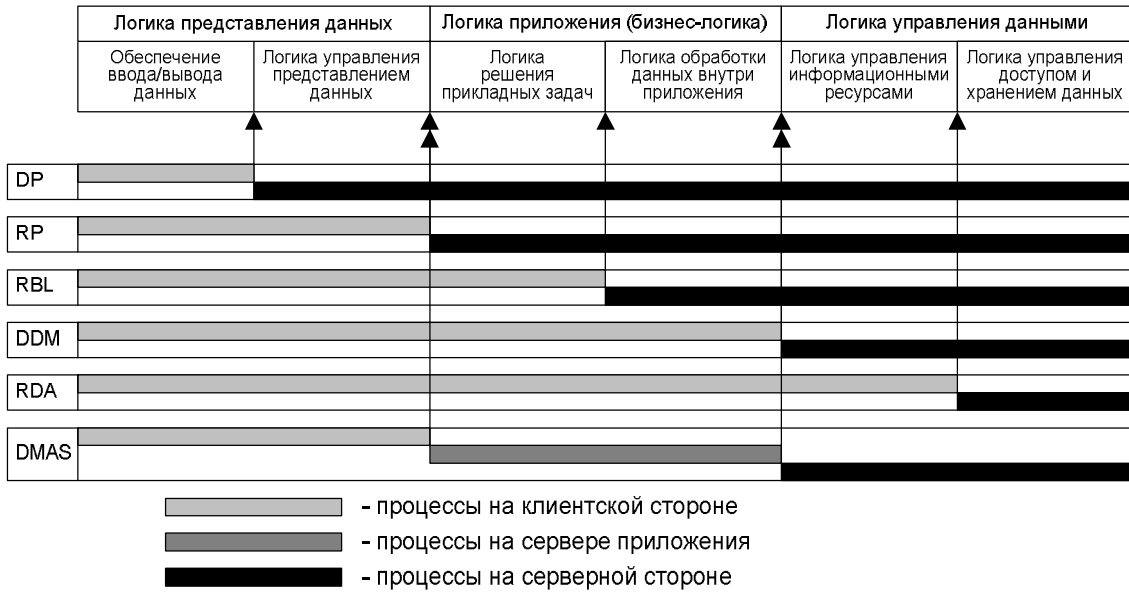 Логика представления данных
Логика приложения (бизнес-логика)
Логика управления данными
Обеспечение
ввода/вывода
данных
Логика управления
представлением
данных
Логика
решения
прикладных задач
Логика обработки
данных внутри
приложения
Логика управления
информационными
ресурсами
Логика управления
доступом и
хранением данных
DP
RP
RBL
DDM
RDA
DMAS
- процессы на клиентской стороне
- процессы на сервере приложения
- процессы на серверной стороне